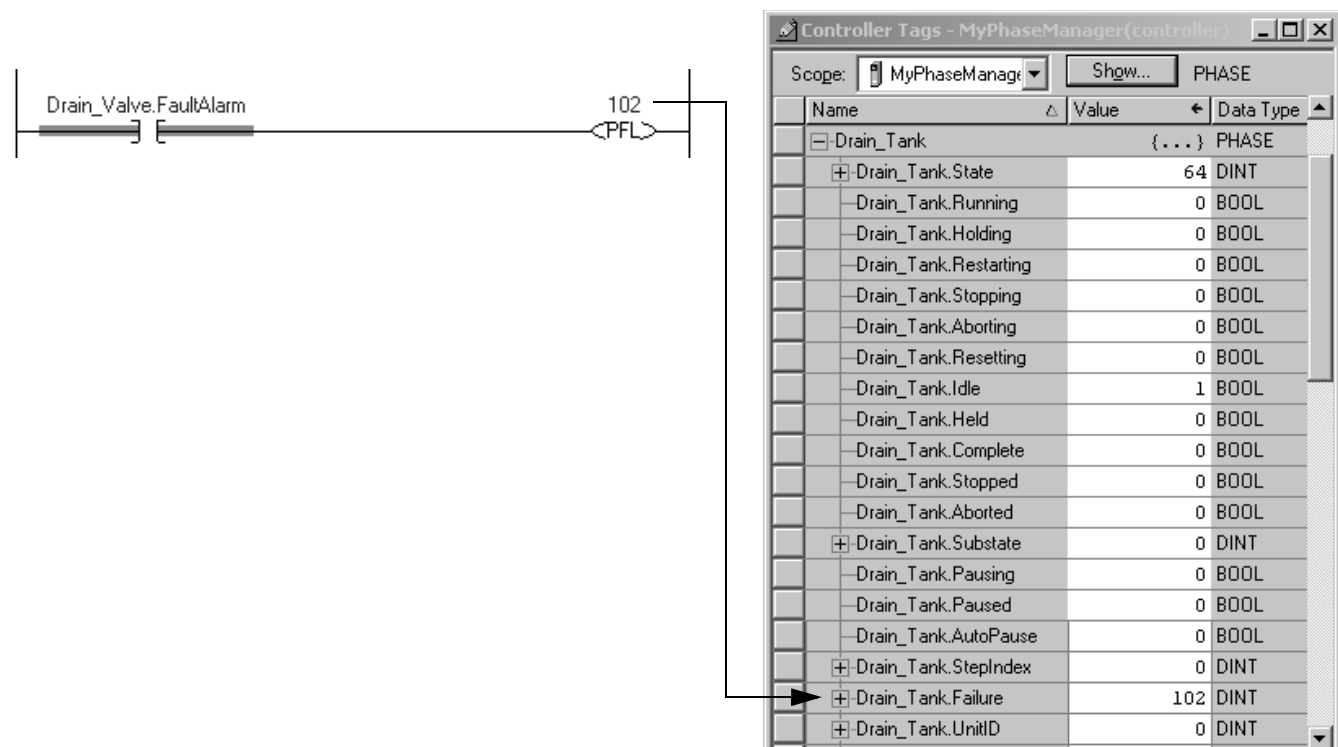 Drain_Valve.FaultAlarm
102
PFL
Controller Tags - MyPhaseManager(controller)
Scope: MyPhaseManage Show... PHASE
Name Value Data Type
Drain_Tank {...} PHASE
Drain_Tank.State 64 DINT
Drain_Tank.Running 0 BOOL
Drain_Tank.Holding 0 BOOL
Drain_Tank.Restarting 0 BOOL
Drain_Tank.Stopping 0 BOOL
Drain_Tank.Aborting 0 BOOL
Drain_Tank.Resetting 0 BOOL
Drain_Tank.Idle 1 BOOL
Drain_Tank.Held 0 BOOL
Drain_Tank.Complete 0 BOOL
Drain_Tank.Stopped 0 BOOL
Drain_Tank.Aborted 0 BOOL
Drain_Tank.Substate 0 DINT
Drain_Tank.Pausing 0 BOOL
Drain_Tank.Paused 0 BOOL
Drain_Tank.AutoPause 0 BOOL
Drain_Tank.StepIndex 0 DINT
Drain_Tank.Failure 102 DINT
Drain_Tank.UnitID 0 DINT